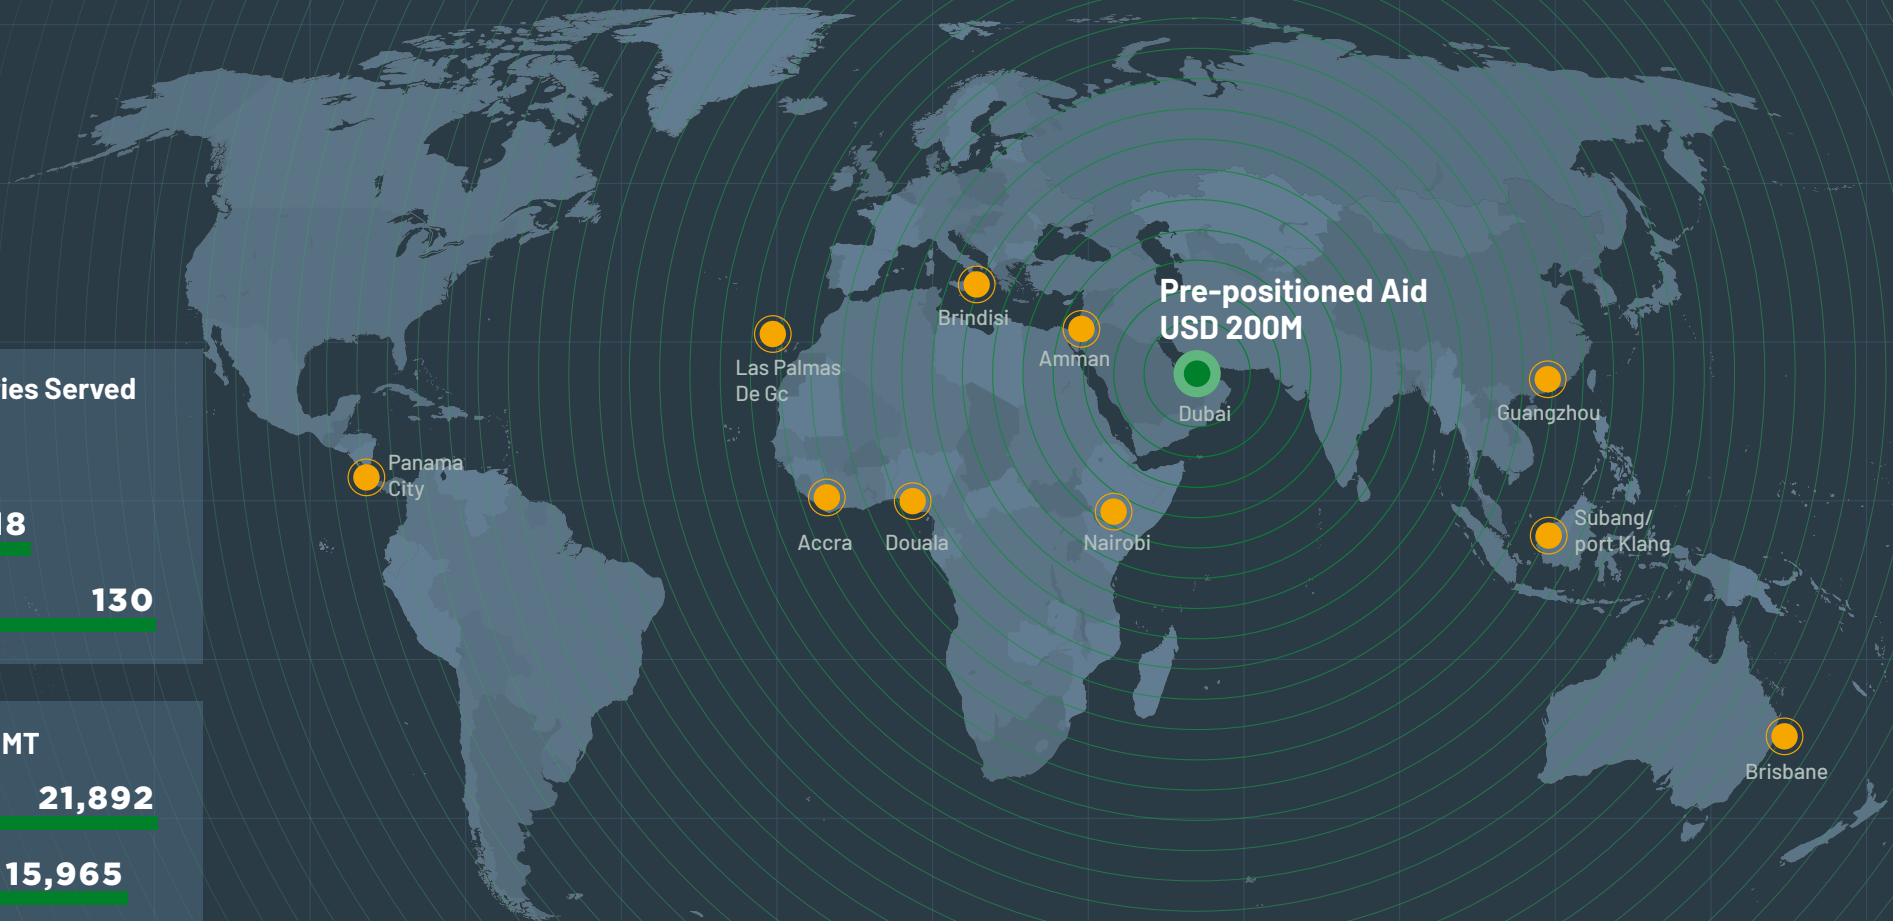 Pre-positioned Aid
USD 200M
Brindisi
Amman
Las Palmas
De Gc
Dubai
Guangzhou
Panama
City
Accra
Douala
Nairobi
Subang/
port Klang
Brisbane
ies Served
18
130
MT
21,892
15,965